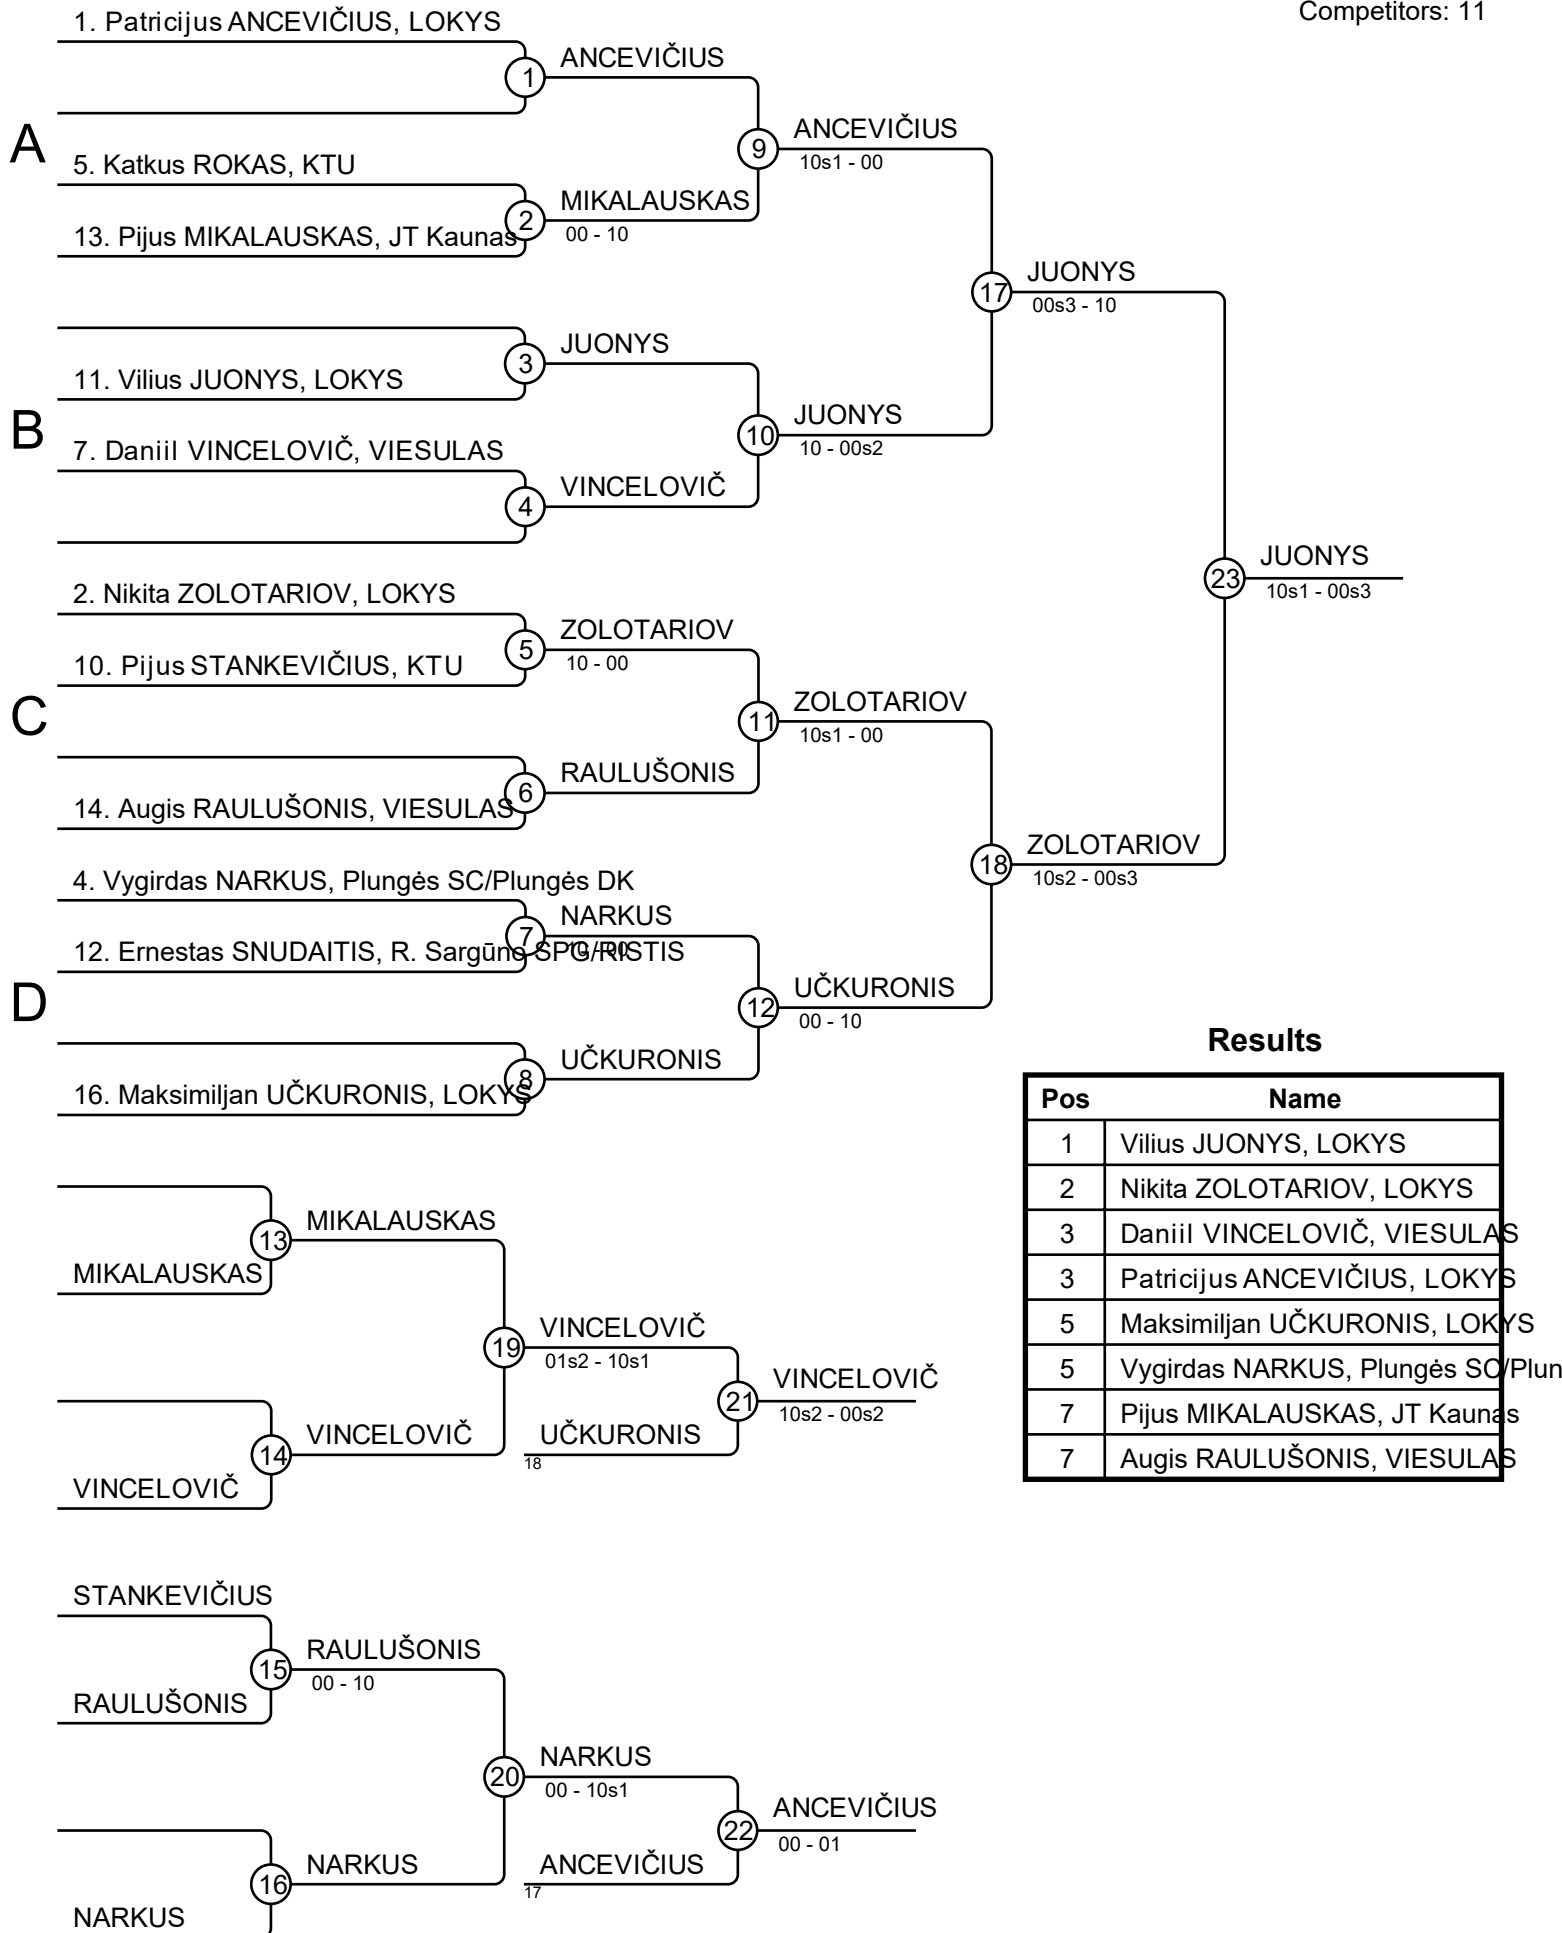 Competitors: 11
1. Patricijus ANCEVIČIUS, LOKYS
1
ANCEVIČIUS
A
9
ANCEVIČIUS
10s1 - 00
5. Katkus ROKAS, KTU
2
MIKALAUSKAS
00 - 10
13. Pijus MIKALAUSKAS, JT Kaunas
17
JUONYS
00s3 - 10
3
JUONYS
11. Vilius JUONYS, LOKYS
B
10
JUONYS
10 - 00s2
7. Daniil VINCELOVIČ, VIESULAS
4
VINCELOVIČ
23
JUONYS
10s1 - 00s3
2. Nikita ZOLOTARIOV, LOKYS
5
ZOLOTARIOV
10 - 00
10. Pijus STANKEVIČIUS, KTU
C
11
ZOLOTARIOV
10s1 - 00
6
RAULUŠONIS
14. Augis RAULUŠONIS, VIESULAS
18
ZOLOTARIOV
10s2 - 00s3
4. Vygirdas NARKUS, Plungės SC/Plungės DK
7
NARKUS
10 - 00
12. Ernestas SNUDAITIS, R. Sargūno SPG/RISTIS
D
12
UČKURONIS
00 - 10
8
UČKURONIS
16. Maksimiljan UČKURONIS, LOKYS
Results
Pos Name
1 Vilius JUONYS, LOKYS
2 Nikita ZOLOTARIOV, LOKYS
3 Daniil VINCELOVIČ, VIESULAS
3 Patricijus ANCEVIČIUS, LOKYS
5 Maksimiljan UČKURONIS, LOKYS
5 Vygirdas NARKUS, Plungės SC/Plun
7 Pijus MIKALAUSKAS, JT Kaunas
7 Augis RAULUŠONIS, VIESULAS
13
MIKALAUSKAS
MIKALAUSKAS
19
VINCELOVIČ
01s2 - 10s1
21
VINCELOVIČ
10s2 - 00s2
14
VINCELOVIČ
UČKURONIS
18
VINCELOVIČ
STANKEVIČIUS
15
RAULUŠONIS
00 - 10
RAULUŠONIS
20
NARKUS
00 - 10s1
22
ANCEVIČIUS
00 - 01
16
NARKUS
ANCEVIČIUS
17
NARKUS